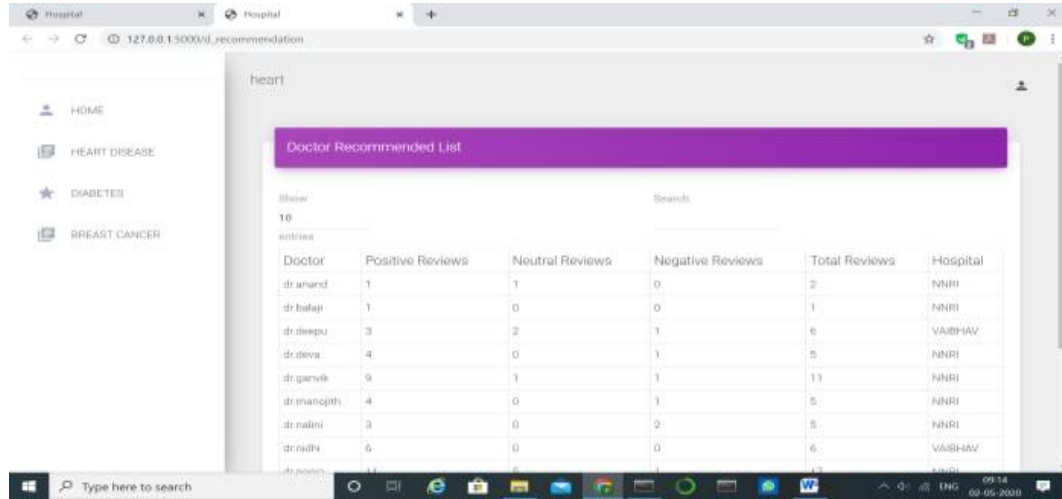 Hospital
Hospital
127.0.0.1:5000/d_recommendation
heart
HOME
HEART DISEASE
DIABETES
BREAST CANCER
Doctor Recommended List
Show
10
entries
Search:
Doctor Positive Reviews Neutral Reviews Negative Reviews Total Reviews Hospital
dr.anand 1 1 0 2 NNRI
dr.balaji 1 0 0 1 NNRI
dr.deepu 3 2 1 6 VAIBHAV
dr.deva 4 0 1 5 NNRI
dr.ganvik 9 1 1 11 NNRI
dr.manojith 4 0 1 5 NNRI
dr.nalini 3 0 2 5 NNRI
dr.nidhi 6 0 0 6 VAIBHAV
Type here to search
ENG
09:14
02-05-2020